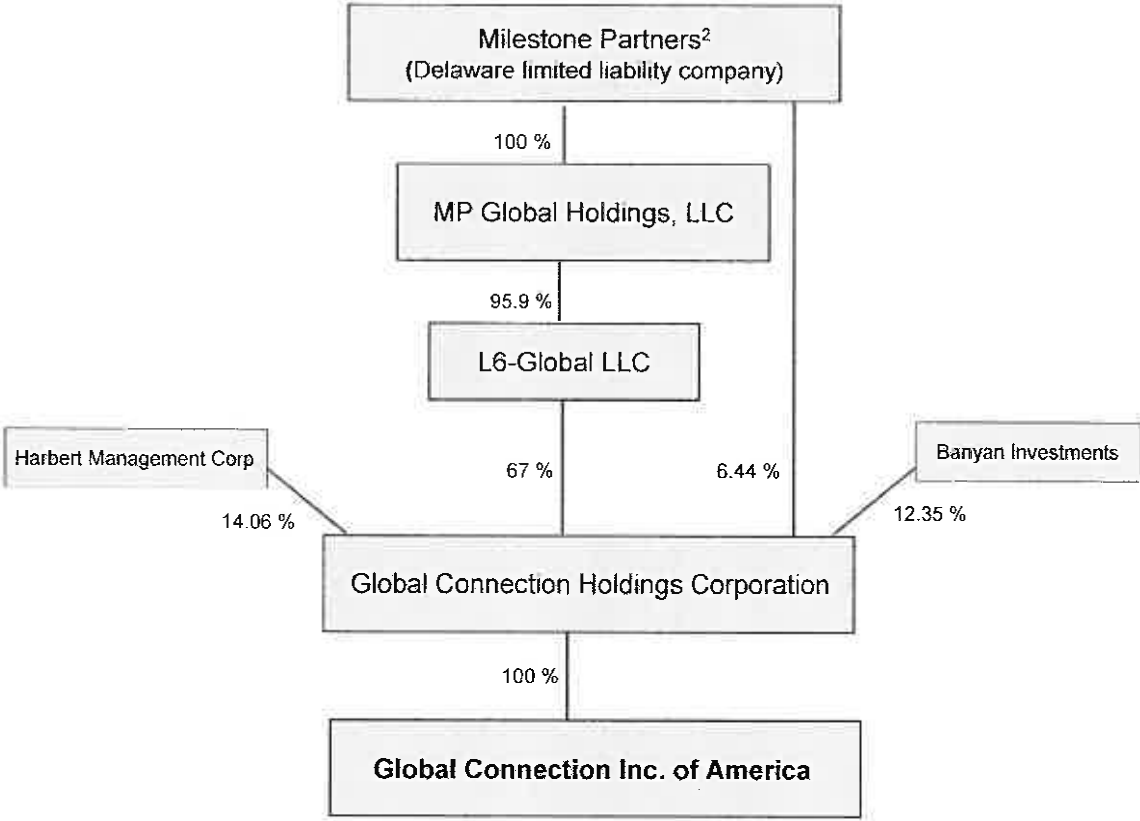 Milestone Partners²
(Delaware limited liability company)
100 %
MP Global Holdings, LLC
95.9 %
L6-Global LLC
Harbert Management Corp
67 %
6.44 %
Banyan Investments
14.06 %
12.35 %
Global Connection Holdings Corporation
100 %
Global Connection Inc. of America